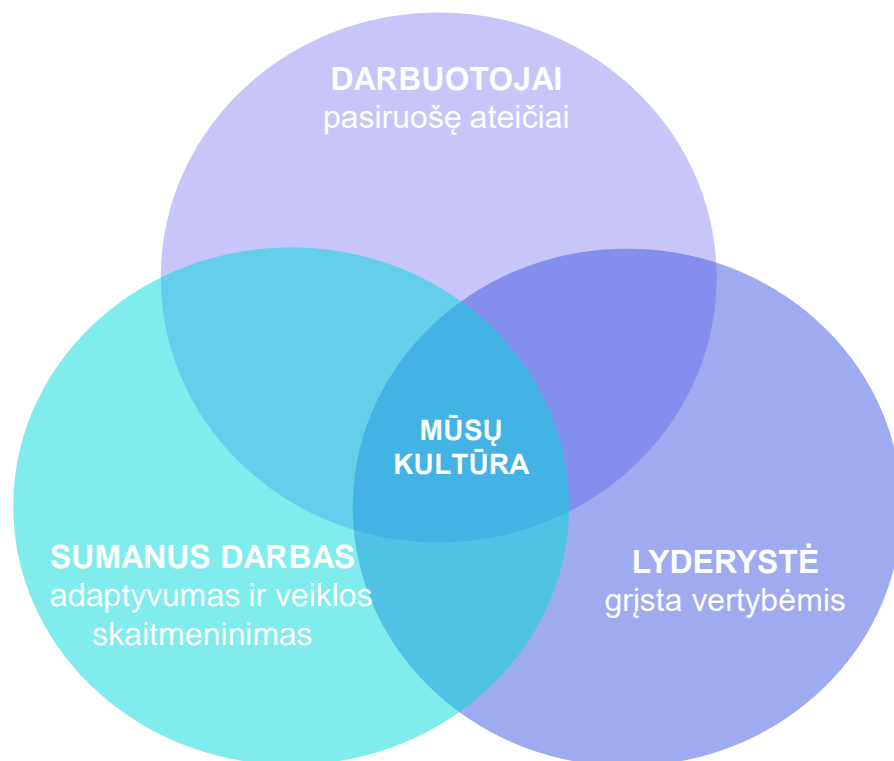 DARBUOTOJAI
pasiruošę ateičiai
MŪSŲ
KULTŪRA
SUMANUS DARBAS
adaptyvumas ir veiklos
skaitmeninimas
LYDERYSTĖ
grįsta vertybėmis